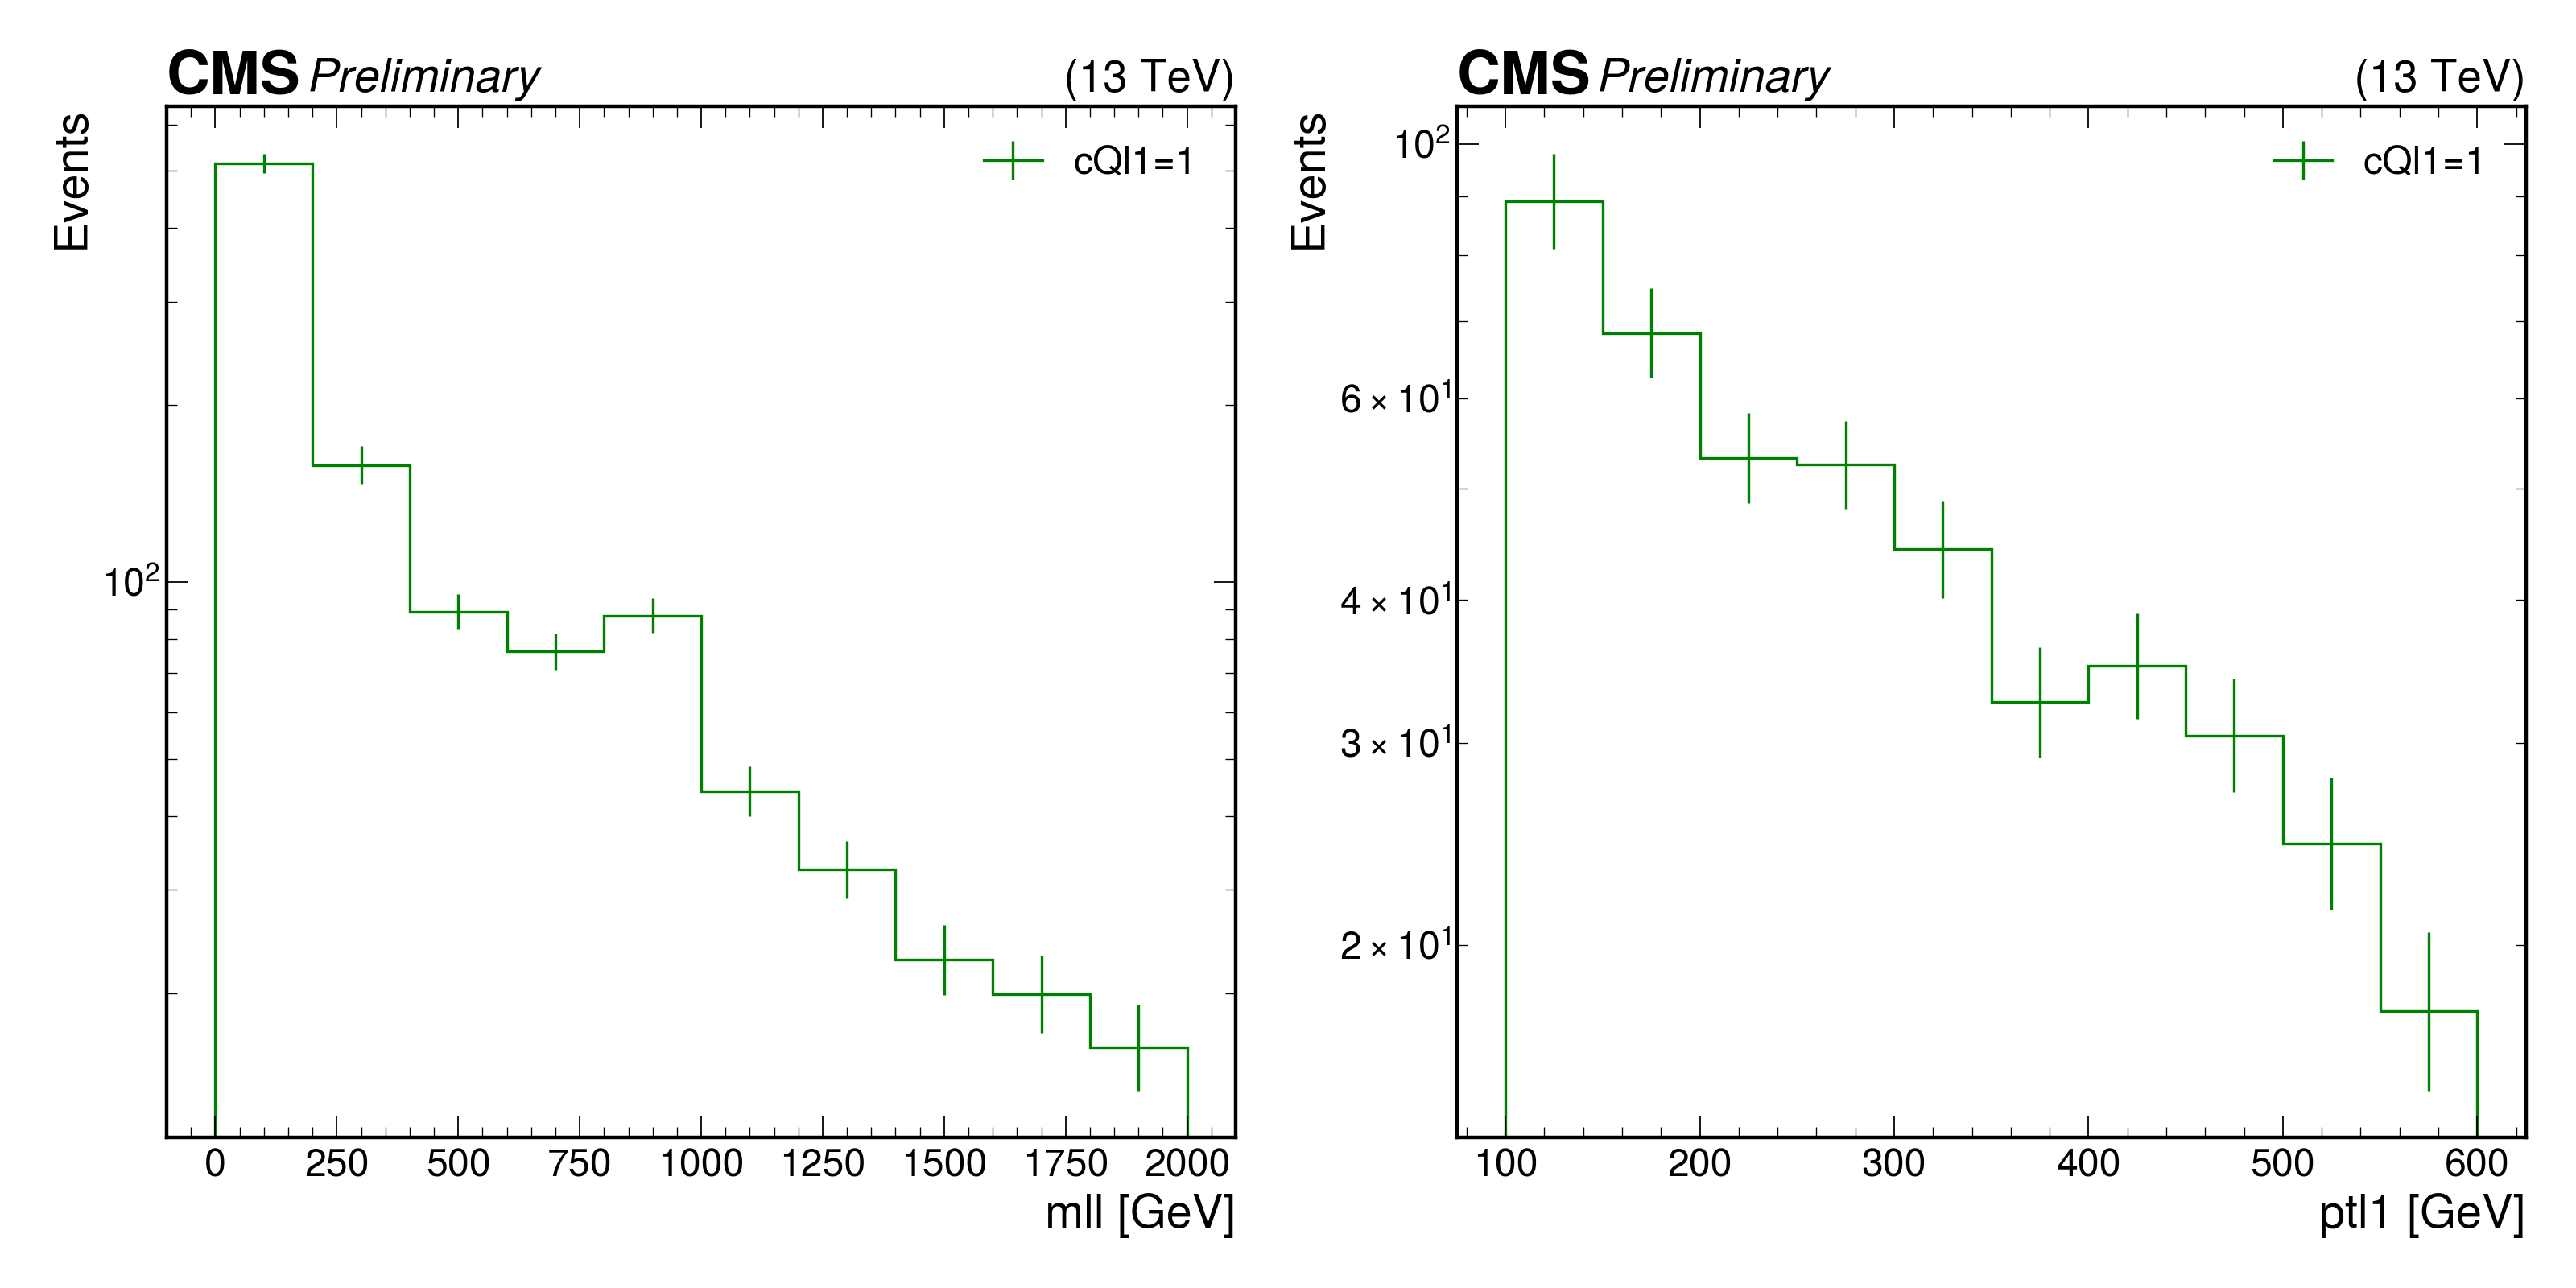 CMS Preliminary (13 TeV)
Events
cQl1=1
10²
0 250 500 750 1000 1250 1500 1750 2000
mll [GeV]
CMS Preliminary (13 TeV)
Events
cQl1=1
10²
6 × 10¹
4 × 10¹
3 × 10¹
2 × 10¹
100 200 300 400 500 600
ptl1 [GeV]